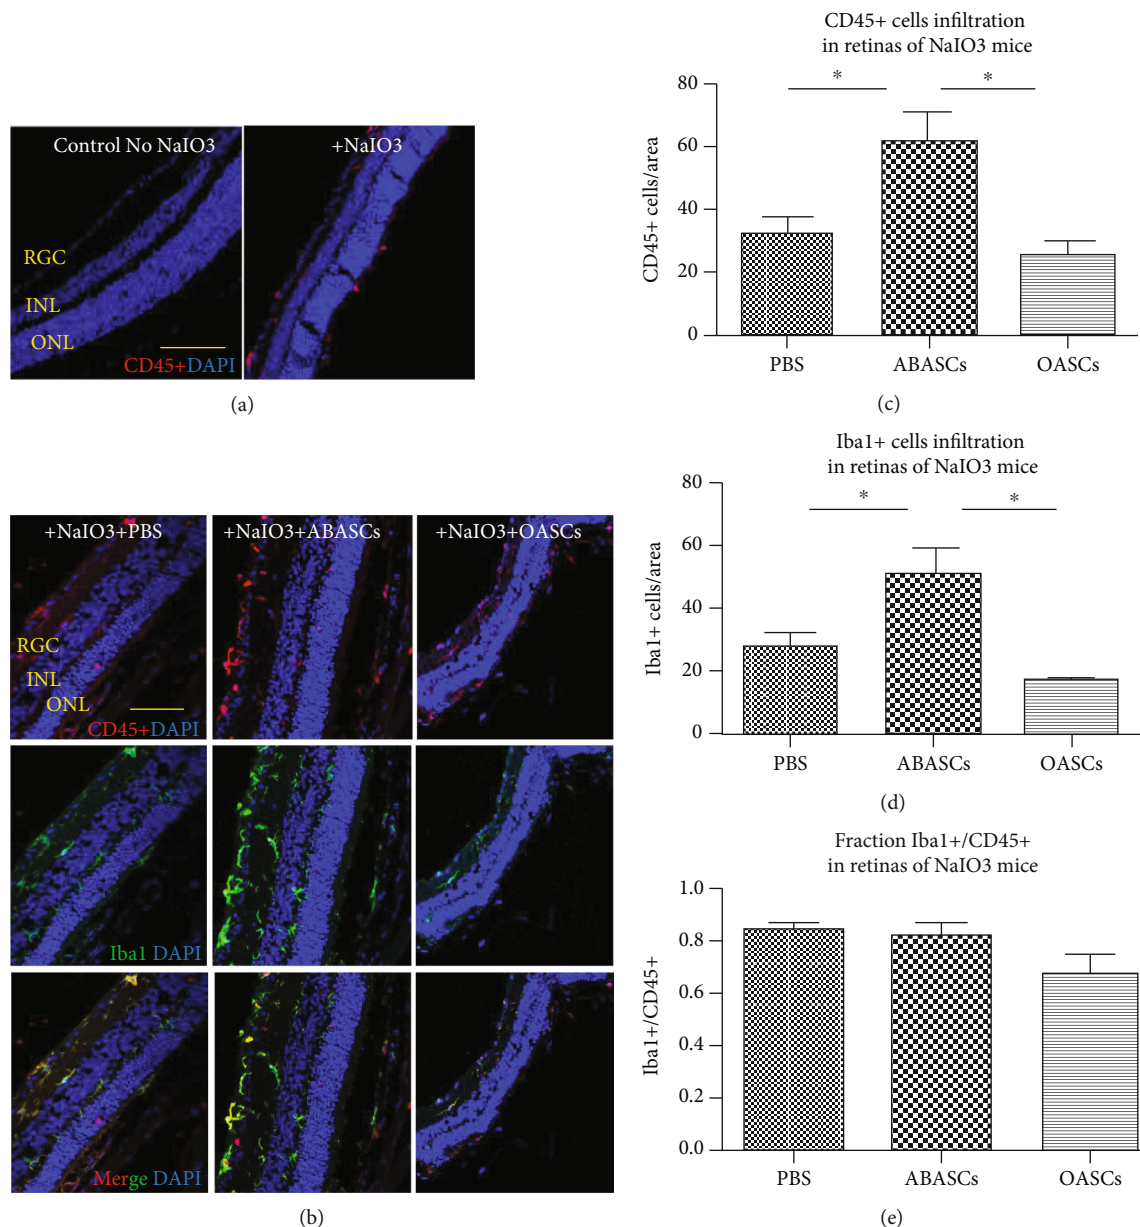 Control No NaIO3
+NaIO3
RGC
INL
ONL
CD45+DAPI
(a)
+NaIO3+PBS
+NaIO3+ABASCs
+NaIO3+OASCs
RGC
INL
ONL
CD45+DAPI
Iba1 DAPI
Merge DAPI
(b)
CD45+ cells infiltration
in retinas of NaIO3 mice
CD45+ cells/area
80
60
40
20
0
*
*
PBS
ABASCs
OASCs
(c)
Iba1+ cells infiltration
in retinas of NaIO3 mice
Iba1+ cells/area
80
60
40
20
0
*
*
PBS
ABASCs
OASCs
(d)
Fraction Iba1+/CD45+
in retinas of NaIO3 mice
Iba1+/CD45+
1.0
0.8
0.6
0.4
0.2
0.0
PBS
ABASCs
OASCs
(e)